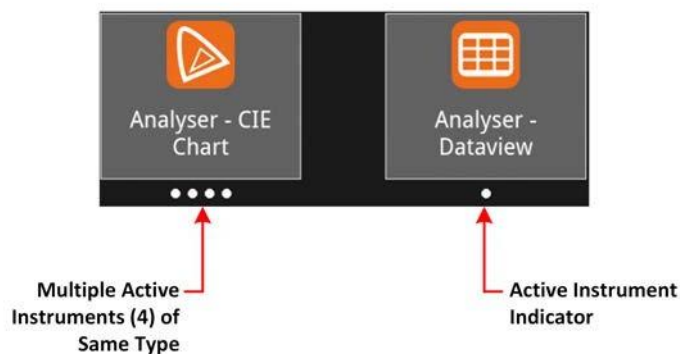 Analyser - CIE
Chart
Analyser -
Dataview
Multiple Active
Instruments (4) of
Same Type
Active Instrument
Indicator